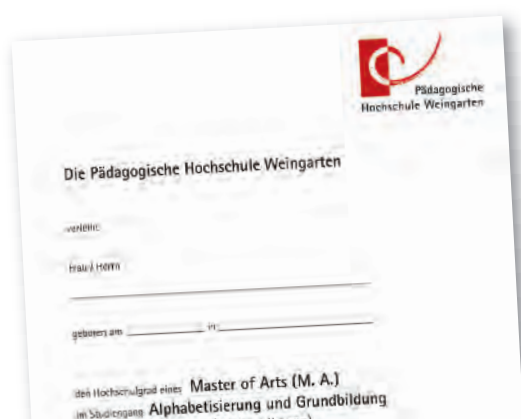 Pädagogische
Hochschule Weingarten
Die Pädagogische Hochschule Weingarten
verleiht
Frau / Herrn
geboren am in
den Hochschulgrad eines Master of Arts (M. A.)
im Studiengang Alphabetisierung und Grundbildung